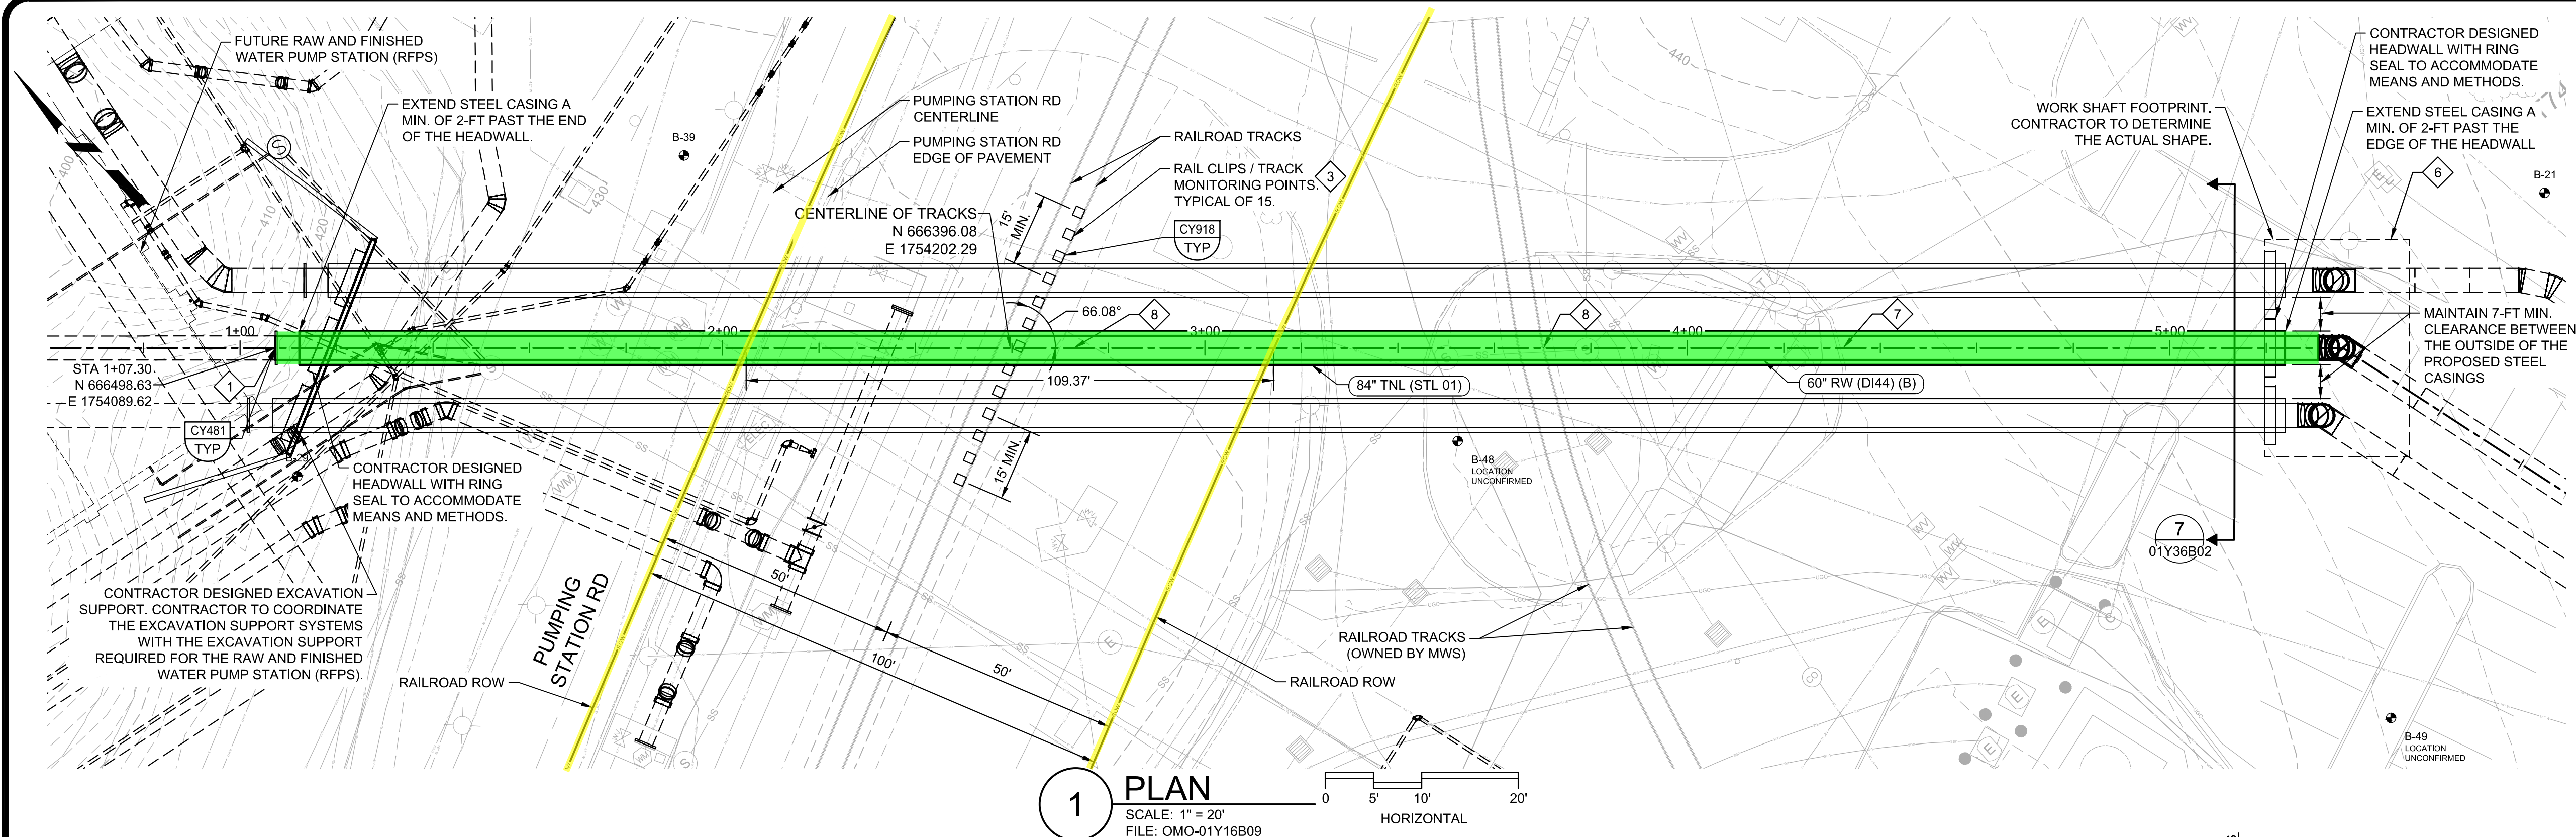 FUTURE RAW AND FINISHED
WATER PUMP STATION (RFPS)
EXTEND STEEL CASING A
MIN. OF 2-FT PAST THE END
OF THE HEADWALL.
B-39
PUMPING STATION RD
CENTERLINE
PUMPING STATION RD
EDGE OF PAVEMENT
RAILROAD TRACKS
RAIL CLIPS / TRACK
MONITORING POINTS.
TYPICAL OF 15.
3
CY918
TYP
CENTERLINE OF TRACKS
N 666396.08
E 1754202.29
15'
MIN.
440
WORK SHAFT FOOTPRINT.
CONTRACTOR TO DETERMINE
THE ACTUAL SHAPE.
CONTRACTOR DESIGNED
HEADWALL WITH RING
SEAL TO ACCOMMODATE
MEANS AND METHODS.
EXTEND STEEL CASING A
MIN. OF 2-FT PAST THE
EDGE OF THE HEADWALL
6
B-21
400
410
420
430
S
66.08°
8
8
7
1+00
2+00
3+00
4+00
5+00
STA 1+07.30
N 666498.63
E 1754089.62
1
109.37'
84" TNL (STL 01)
60" RW (DI44) (B)
MAINTAIN 7-FT MIN.
CLEARANCE BETWEEN
THE OUTSIDE OF THE
PROPOSED STEEL
CASINGS
CY481
TYP
B-29
CONTRACTOR DESIGNED
HEADWALL WITH RING
SEAL TO ACCOMMODATE
MEANS AND METHODS.
15' MIN.
B-48
LOCATION
UNCONFIRMED
7
01Y36B02
CONTRACTOR DESIGNED EXCAVATION
SUPPORT. CONTRACTOR TO COORDINATE
THE EXCAVATION SUPPORT SYSTEMS
WITH THE EXCAVATION SUPPORT
REQUIRED FOR THE RAW AND FINISHED
WATER PUMP STATION (RFPS).
PUMPING
STATION RD
50'
50'
100'
RAILROAD ROW
RAILROAD ROW
RAILROAD TRACKS
(OWNED BY MWS)
B-49
LOCATION
UNCONFIRMED
1
PLAN
SCALE: 1" = 20'
FILE: OMO-01Y16B09
0 5' 10' 20'
HORIZONTAL